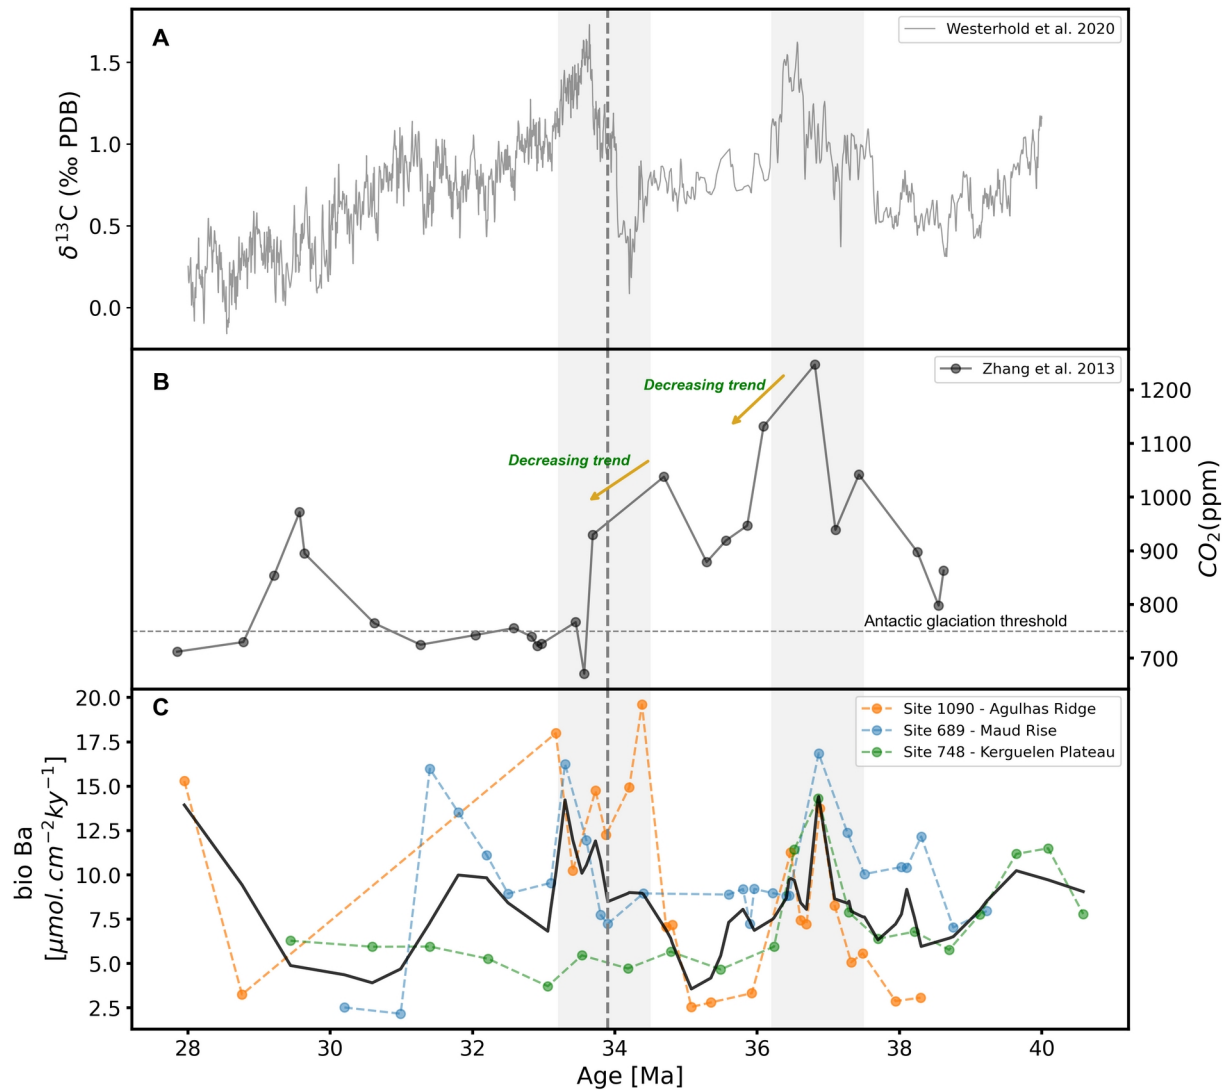 A
Westerhold et al. 2020
1.5
1.0
0.5
0.0
δ¹³C (‰ PDB)
B
Zhang et al. 2013
Decreasing trend
Decreasing trend
Antactic glaciation threshold
1200
1100
1000
900
800
700
CO₂(ppm)
C
Site 1090 - Agulhas Ridge
Site 689 - Maud Rise
Site 748 - Kerguelen Plateau
20.0
17.5
15.0
12.5
10.0
7.5
5.0
2.5
bio Ba
[μmol.cm⁻²ky⁻¹]
28 30 32 34 36 38 40
Age [Ma]